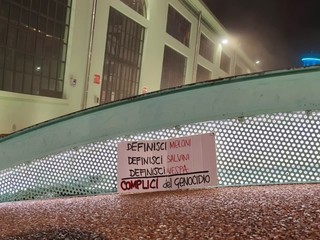 DEFINISCI MELONI
DEFINISCI SALVINI
DEFINISCI VESPA
COMPLICI del GENOCIDIO